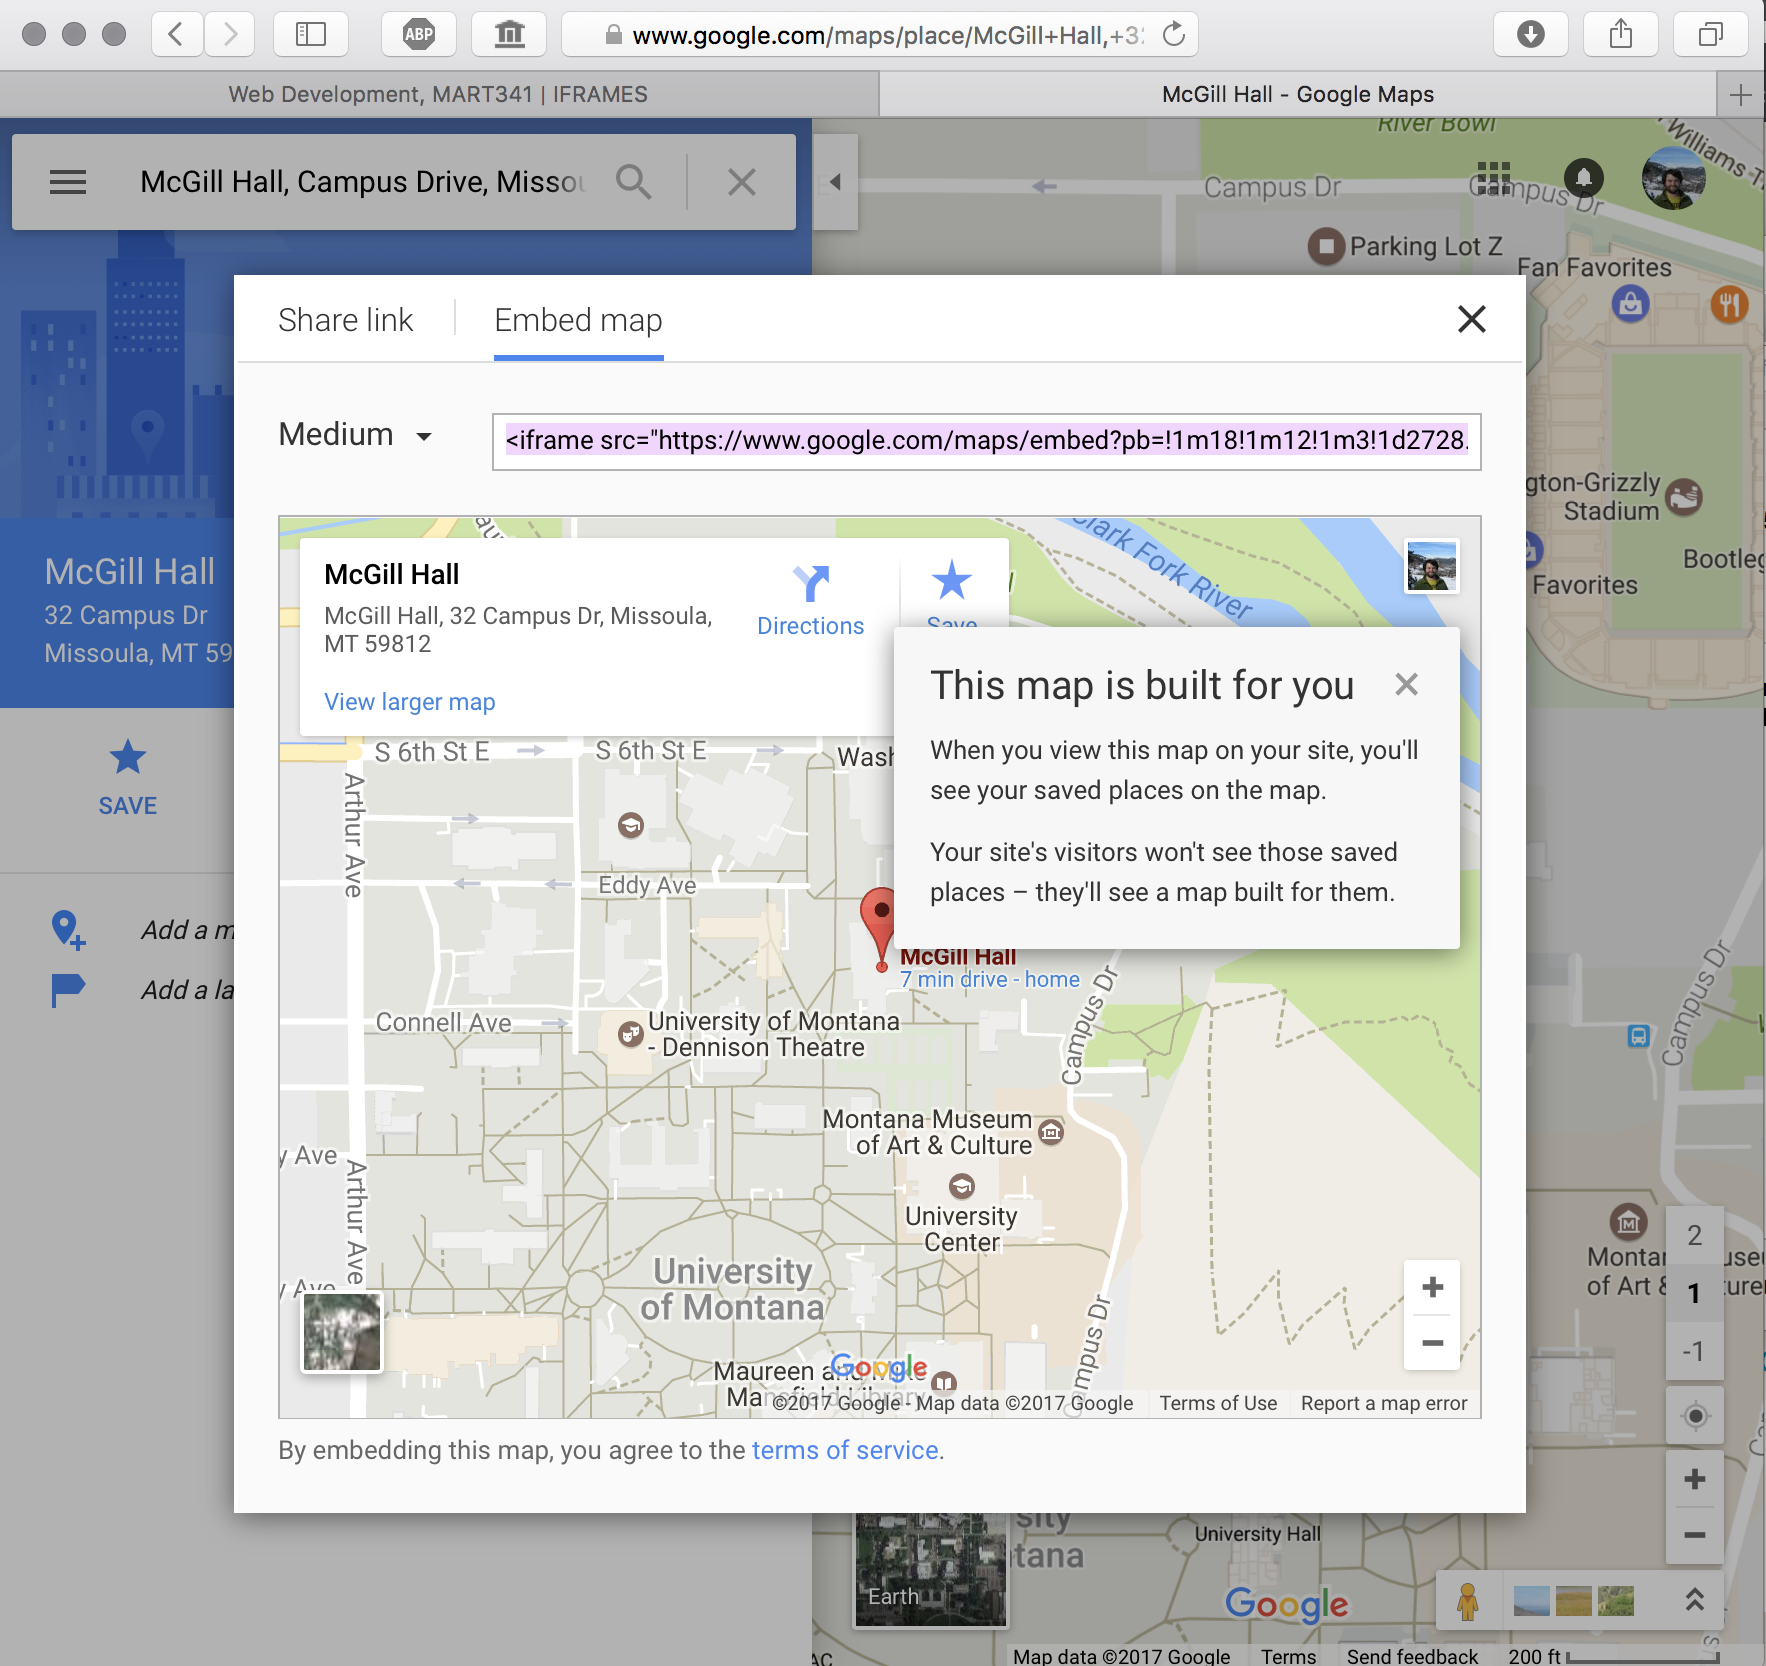 ABP
www.google.com/maps/place/McGill+Hall,+32
Web Development, MART341 | IFRAMES
McGill Hall - Google Maps
McGill Hall, Campus Drive, Missou
River Bowl
Williams
Campus Dr
Campus Dr
Parking Lot Z
Fan Favorites
Share link
Embed map
Medium
<iframe src="https://www.google.com/maps/embed?pb=!1m18!1m12!1m3!1d2728.
gton-Grizzly
Stadium
Bootleg
Favorites
McGill Hall
32 Campus Dr
Missoula, MT 59
SAVE
Add a m
Add a la
McGill Hall
McGill Hall, 32 Campus Dr, Missoula,
MT 59812
View larger map
Directions
Save
Clark Fork River
This map is built for you
When you view this map on your site, you'll
see your saved places on the map.
Your site's visitors won't see those saved
places – they'll see a map built for them.
S 6th St E
S 6th St E
Wash
Arthur Ave
Eddy Ave
McGill Hall
7 min drive - home
Connell Ave
University of Montana
- Dennison Theatre
Campus Dr
Campus Dr
Montana Museum
of Art & Culture
y Ave
Arthur Ave
University
Center
y Ave
University
of Montana
Campus Dr
Maureen and Mike
Mansfield Library
Google
©2017 Google - Map data ©2017 Google
Terms of Use
Report a map error
By embedding this map, you agree to the terms of service.
2
Montana Museum
of Art & Culture
1
-1
sity
ntana
University Hall
Earth
Google
AC
Map data ©2017 Google
Terms
Send feedback
200 ft